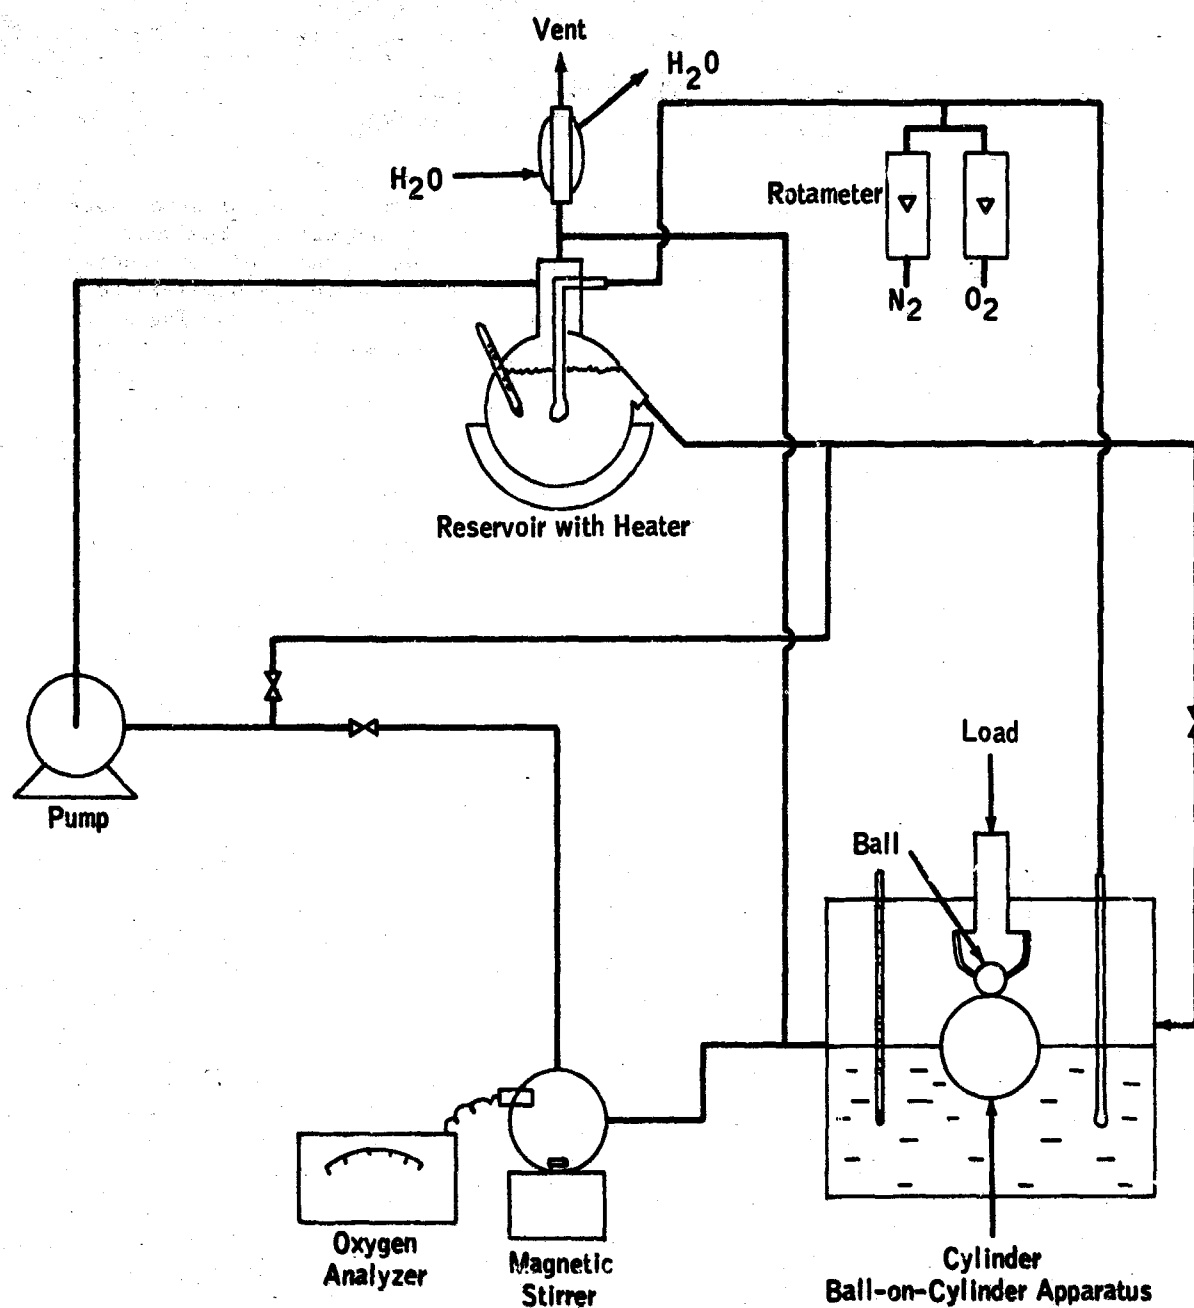 Vent
H2O
H2O
Rotameter
N2 O2
Reservoir with Heater
Pump
Load
Ball
Oxygen
Analyzer
Magnetic
Stirrer
Cylinder
Ball-on-Cylinder Apparatus